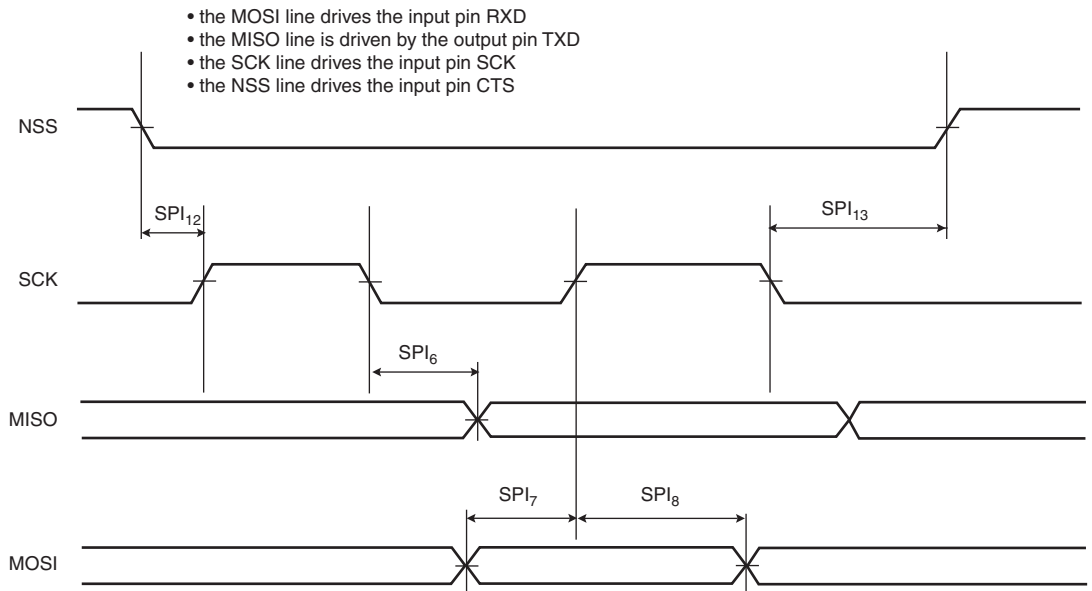 • the MOSI line drives the input pin RXD
• the MISO line is driven by the output pin TXD
• the SCK line drives the input pin SCK
• the NSS line drives the input pin CTS
NSS
SPI12
SPI13
SCK
SPI6
MISO
SPI7
SPI8
MOSI